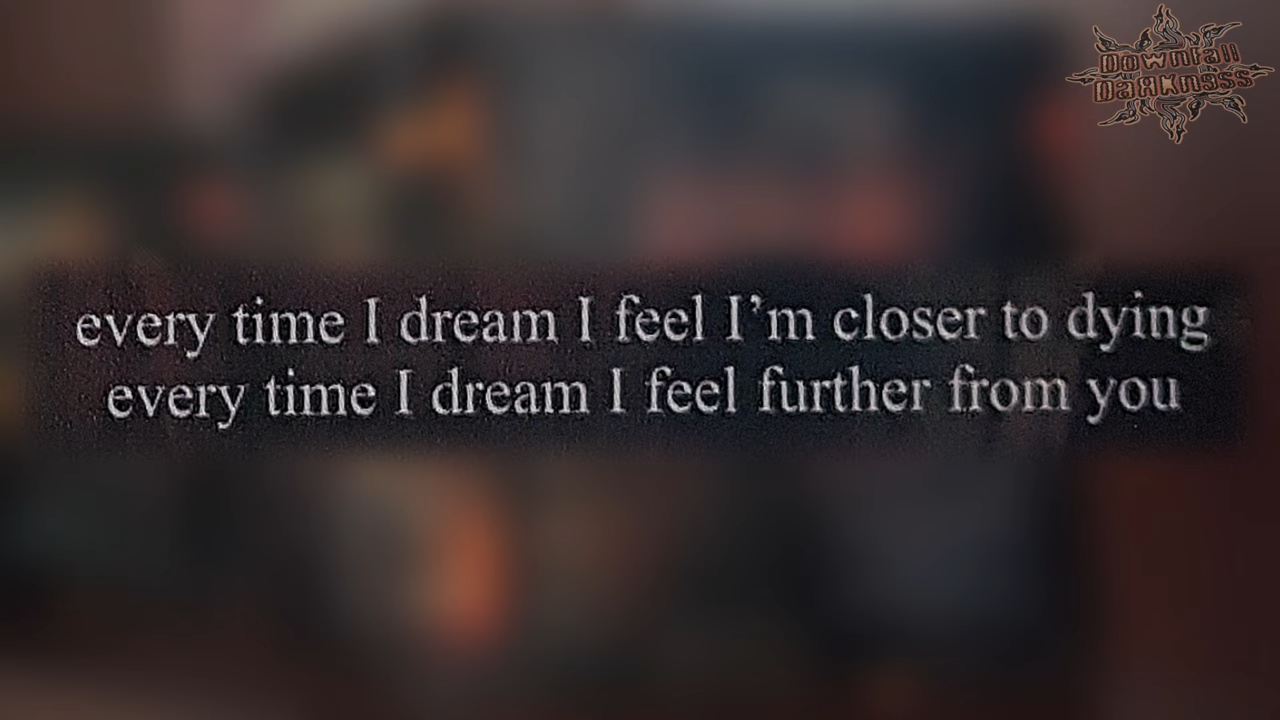 DOWNFALL
DARKNESS
every time I dream I feel I’m closer to dying
every time I dream I feel further from you